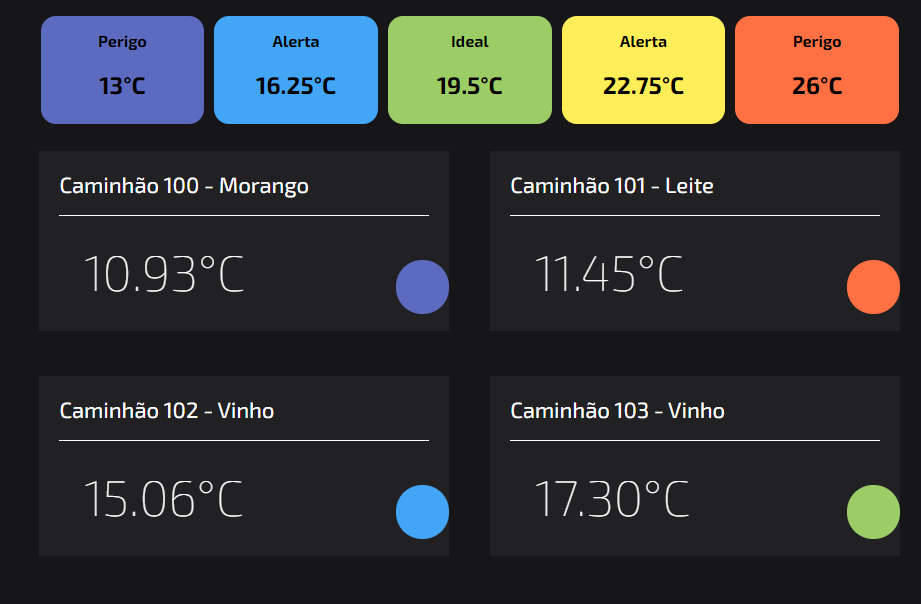 Perigo
13°C
Alerta
16.25°C
Ideal
19.5°C
Alerta
22.75°C
Perigo
26°C
Caminhão 100 - Morango
10.93°C
Caminhão 101 - Leite
11.45°C
Caminhão 102 - Vinho
15.06°C
Caminhão 103 - Vinho
17.30°C